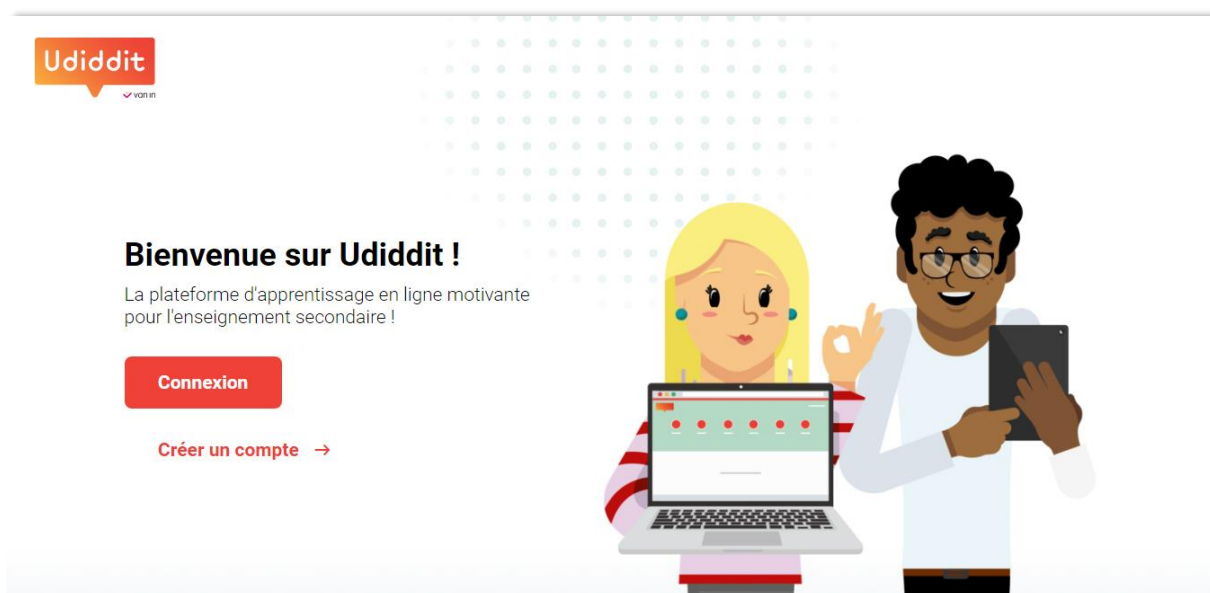 Udiddit
van in
Bienvenue sur Udiddit !
La plateforme d'apprentissage en ligne motivante
pour l'enseignement secondaire !
Connexion
Créer un compte →